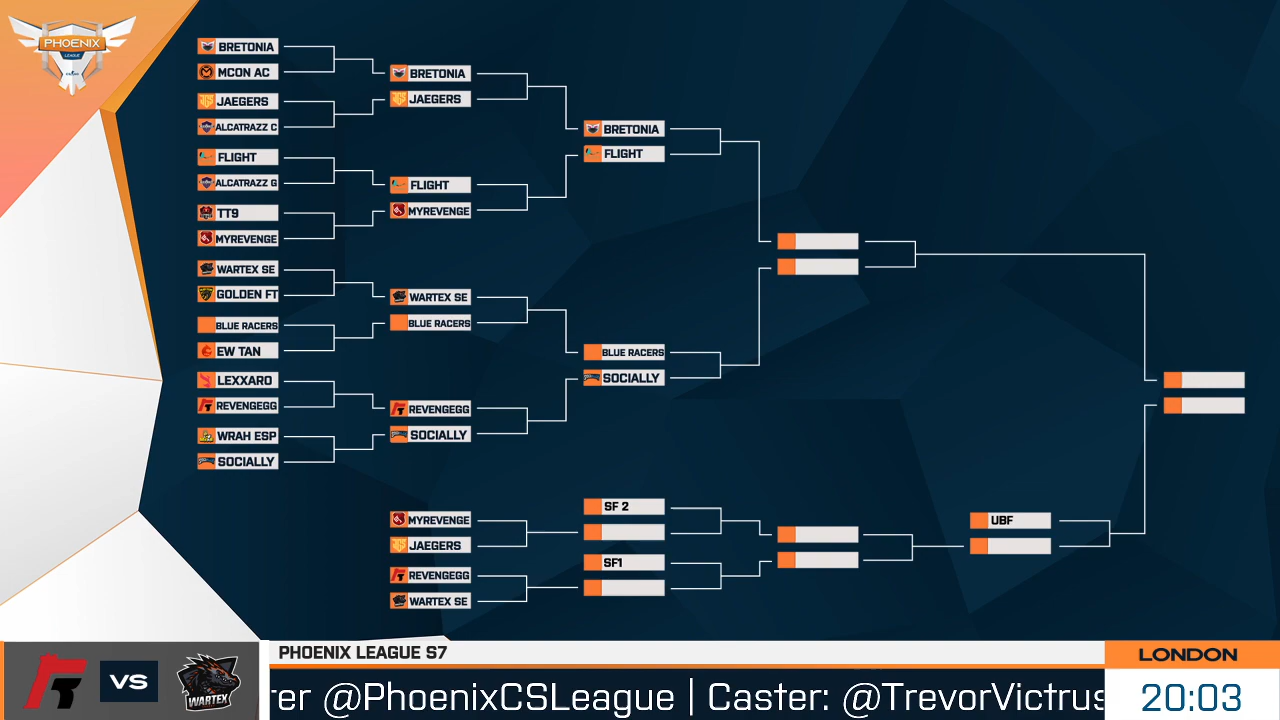 PHOENIX
LEAGUE
BRETONIA
MCON AC
JAEGERS
ALCATRAZZ C
FLIGHT
ALCATRAZZ G
TT9
MYREVENGE
WARTEX SE
GOLDEN FT
BLUE RACERS
EW TAN
LEXXARO
REVENGEGG
WRAH ESP
SOCIALLY
BRETONIA
JAEGERS
FLIGHT
MYREVENGE
WARTEX SE
BLUE RACERS
REVENGEGG
SOCIALLY
BRETONIA
FLIGHT
BLUE RACERS
SOCIALLY
MYREVENGE
JAEGERS
REVENGEGG
WARTEX SE
SF 2
SF1
UBF
VS
WARTEX
PHOENIX LEAGUE S7
ter @PhoenixCSLeague | Caster: @TrevorVictrus
LONDON
20:03